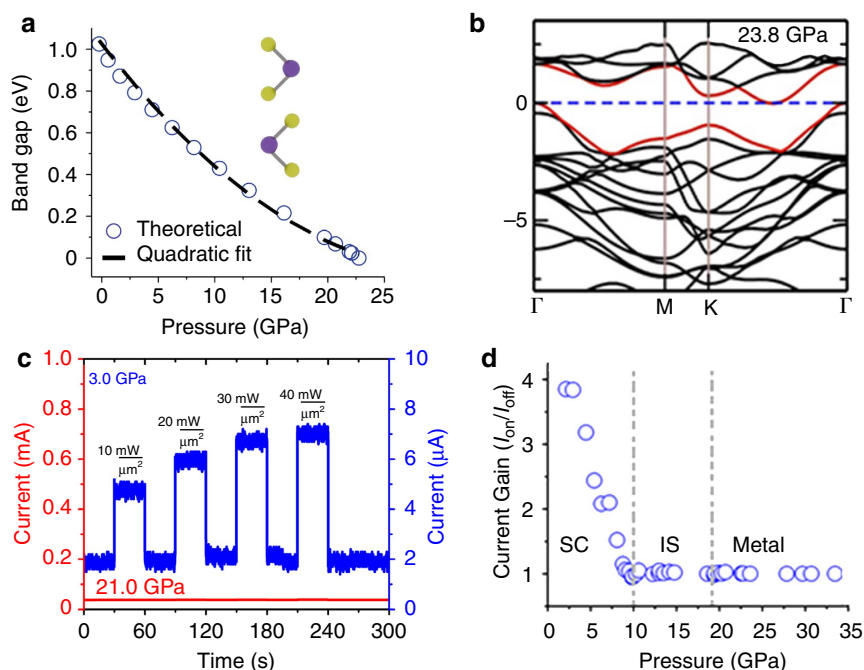 a
1.0
0.8
0.6
0.4
0.2
0
Band gap (eV)
Theoretical
Quadratic fit
0 5 10 15 20 25
Pressure (GPa)
b
23.8 GPa
0
−5
Γ M K Γ
c
1.0
0.8
0.6
0.4
0.2
0
Current (mA)
10
8
6
4
2
0
Current (μA)
3.0 GPa
10 mW
μm²
20 mW
μm²
30 mW
μm²
40 mW
μm²
21.0 GPa
0 60 120 180 240 300
Time (s)
d
4
3
2
1
Current Gain (Ion/Ioff)
SC IS Metal
0 5 10 15 20 25 30 35
Pressure (GPa)